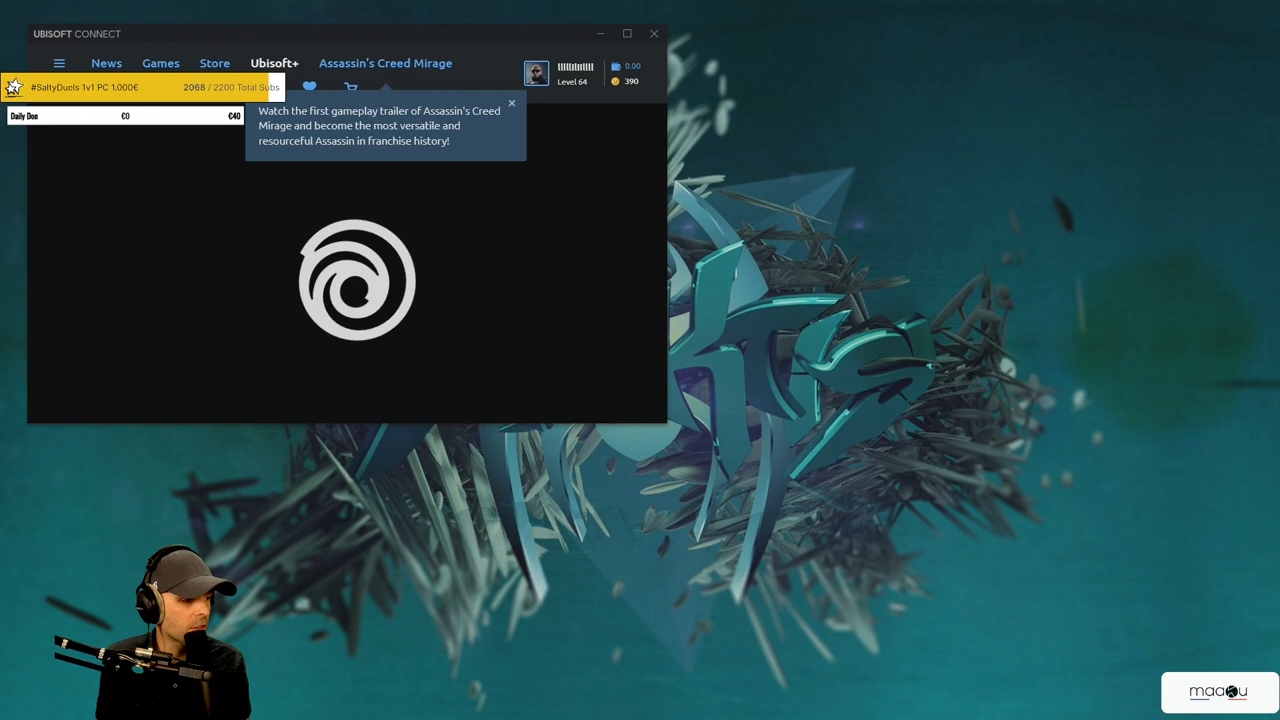 UBISOFT CONNECT
News Games Store Ubisoft+ Assassin's Creed Mirage
Level 64
0.00
390
#SaltyDuels 1v1 PC 1.000€ 2068 / 2200 Total Subs
Daily Don €0 €40
Watch the first gameplay trailer of Assassin's Creed
Mirage and become the most versatile and
resourceful Assassin in franchise history!
maaku